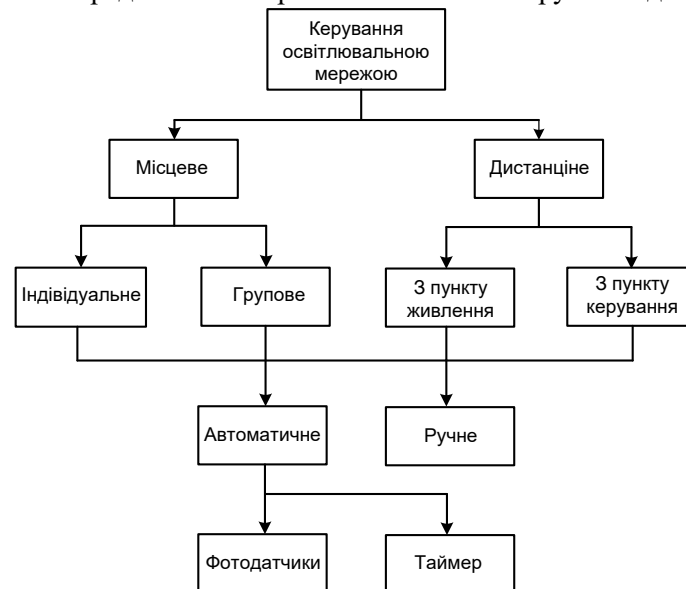 Керування
освітлювальною
мережою
Місцеве
Дистанціне
Індівідуальне
Групове
З пункту
живлення
З пункту
керування
Автоматичне
Ручне
Фотодатчики
Таймер